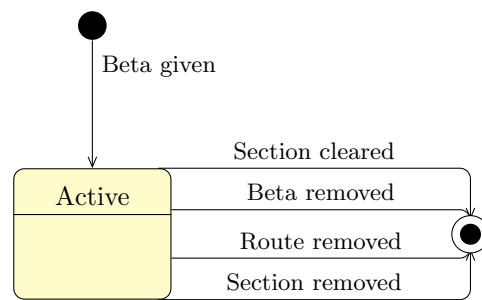 Beta given
Section cleared
Active
Beta removed
Route removed
Section removed